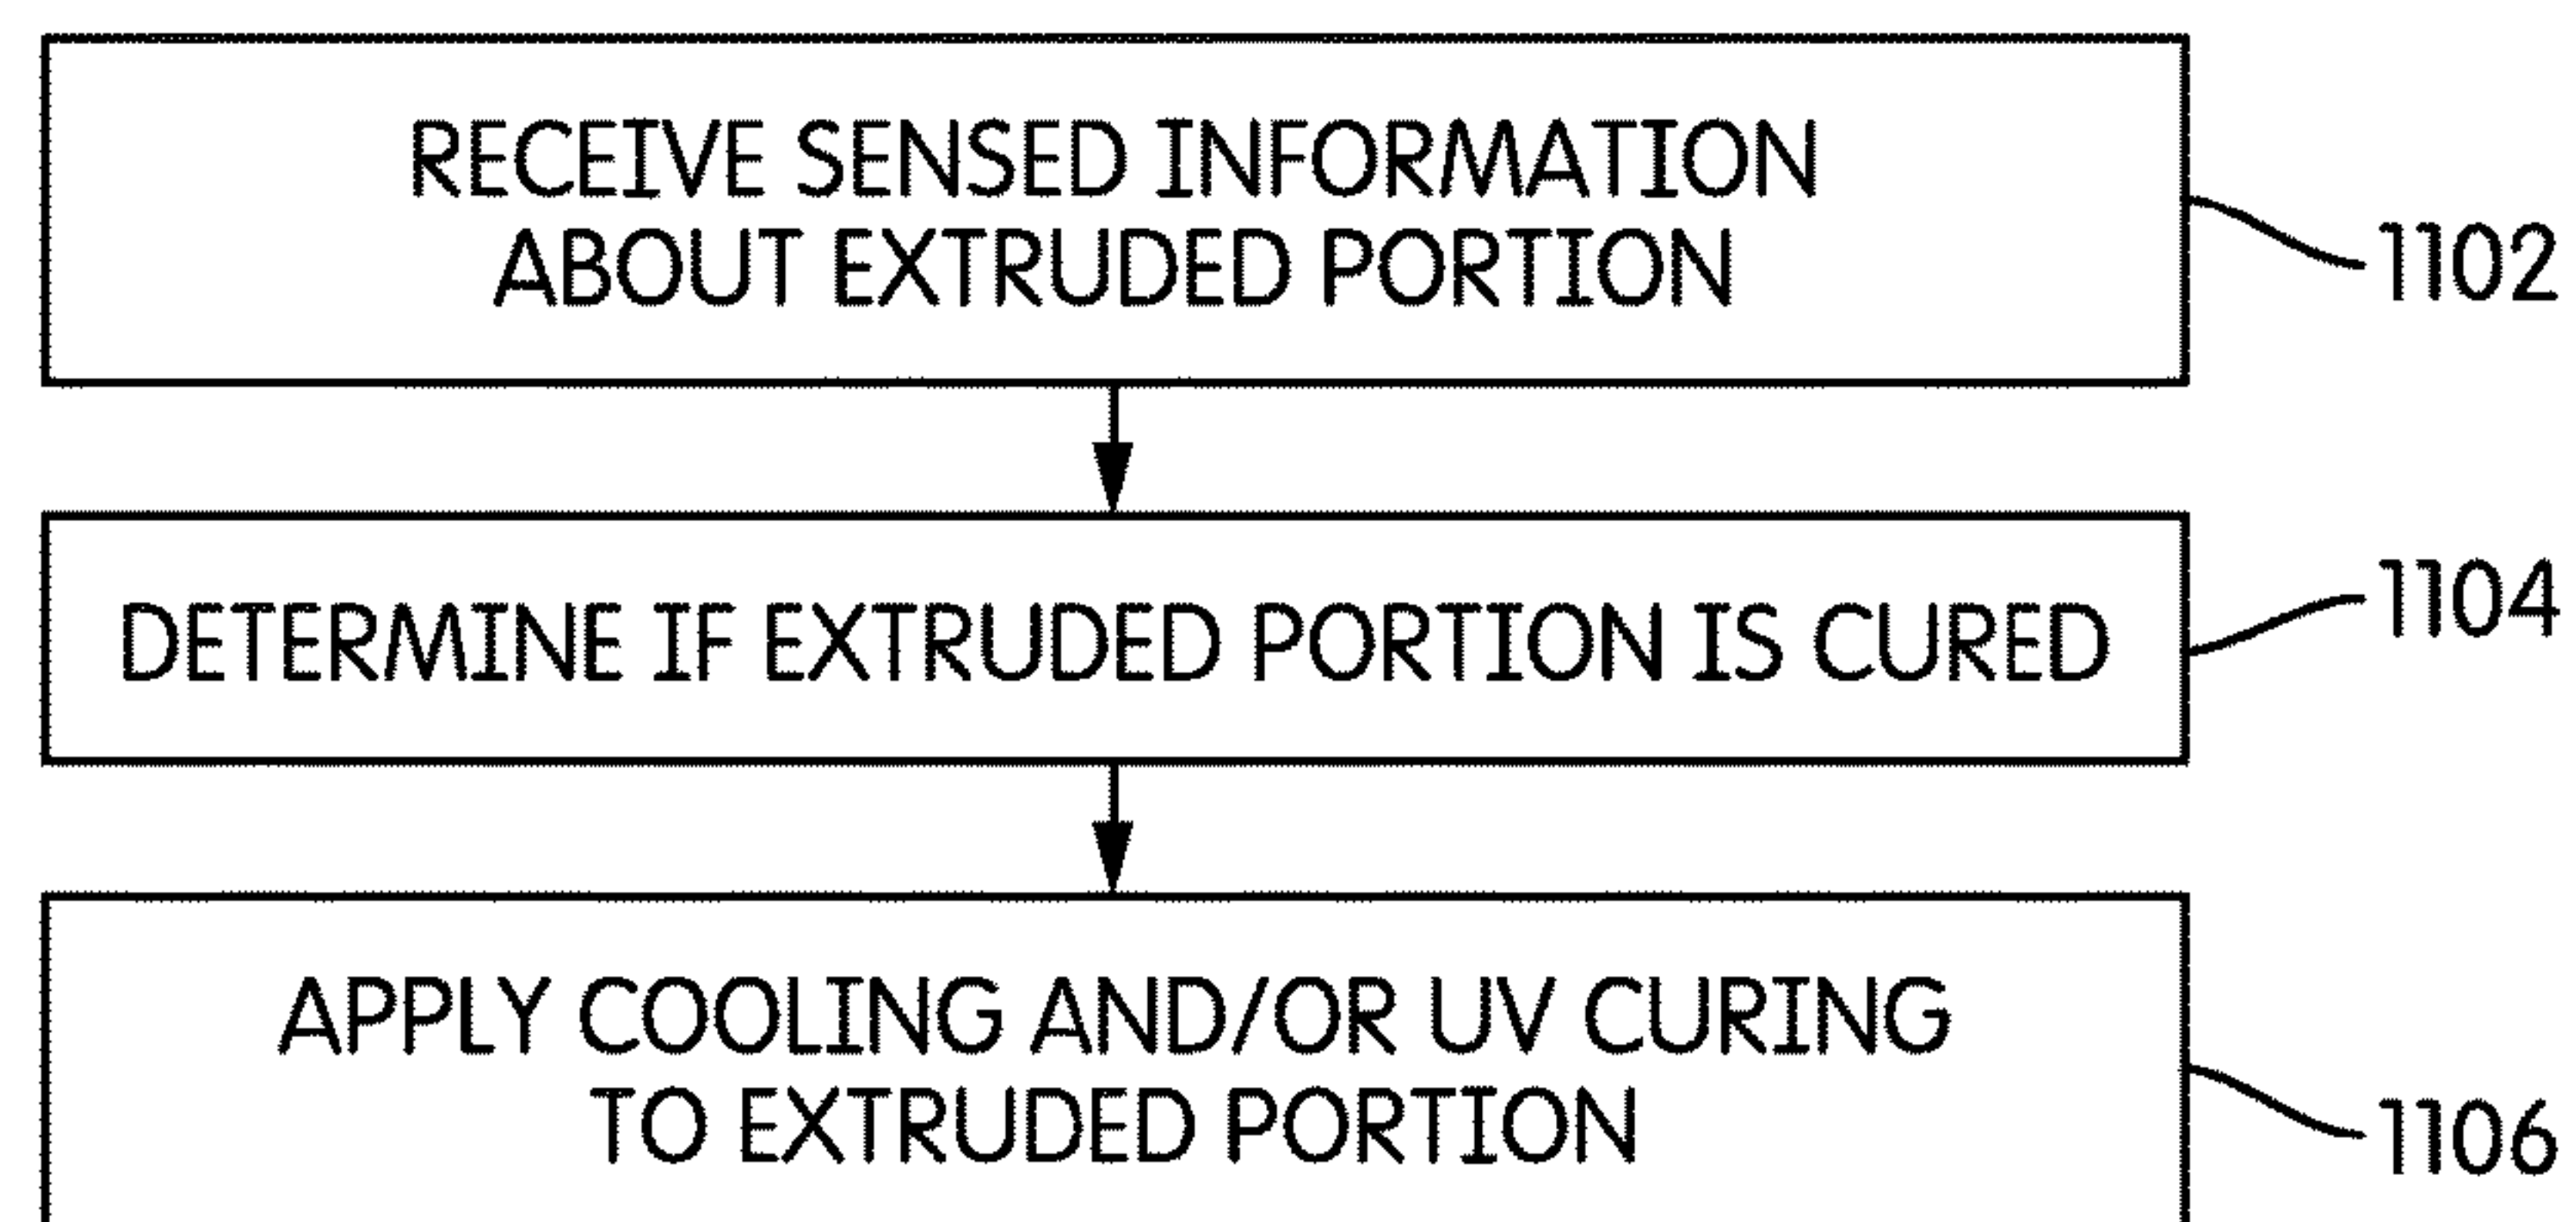 RECEIVE SENSED INFORMATION
ABOUT EXTRUDED PORTION
1102
DETERMINE IF EXTRUDED PORTION IS CURED
1104
APPLY COOLING AND/OR UV CURING
TO EXTRUDED PORTION
1106